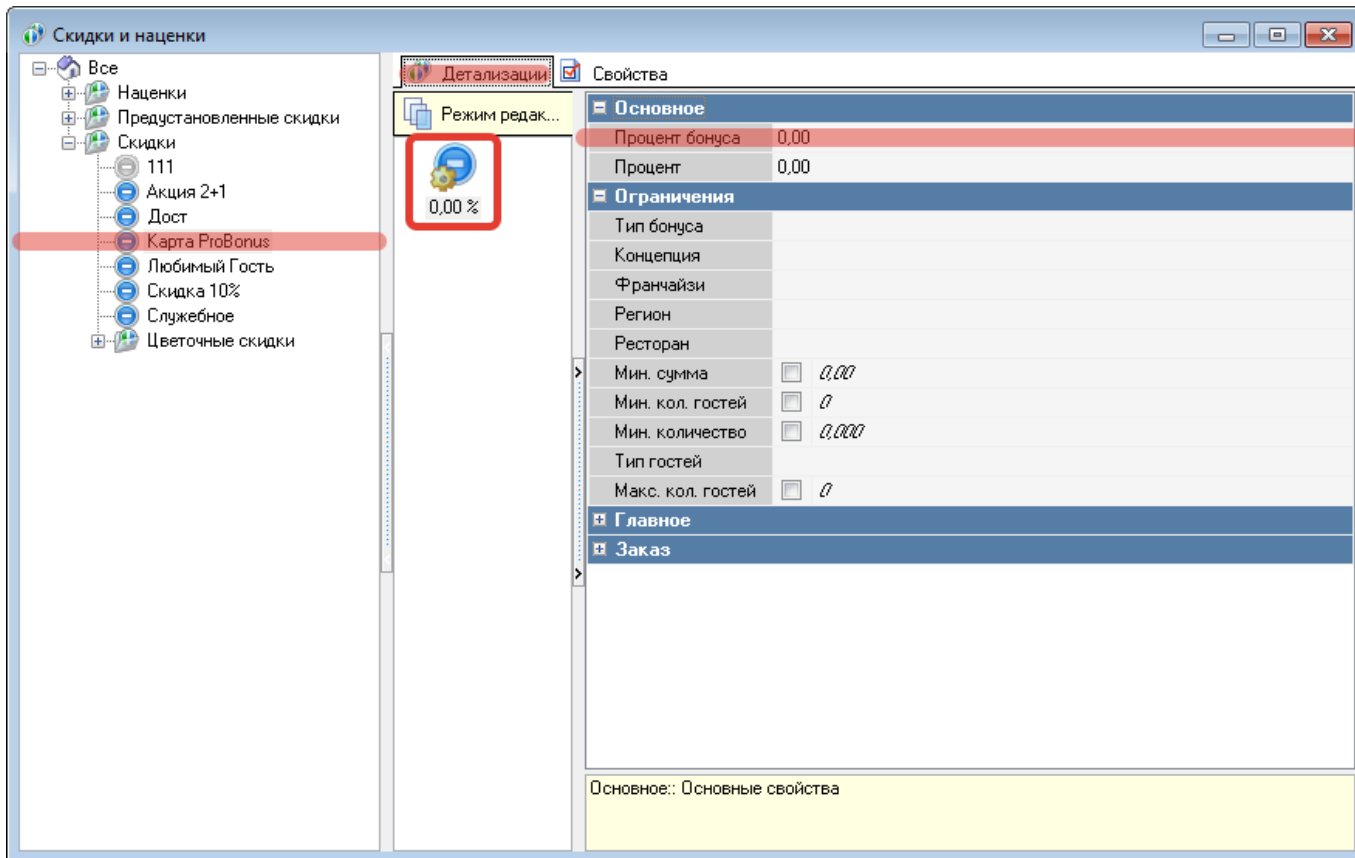 Скидки и наценки
Все
Наценки
Предустановленные скидки
Скидки
111
Акция 2+1
Дост
Карта ProBonus
Любимый Гость
Скидка 10%
Служебное
Цветочные скидки
Детализации Свойства
Режим редак...
0,00 %
Основное
Процент бонуса 0,00
Процент 0,00
Ограничения
Тип бонуса
Концепция
Франчайзи
Регион
Ресторан
Мин. сумма 0,00
Мин. кол. гостей 0
Мин. количество 0,000
Тип гостей
Макс. кол. гостей 0
Главное
Заказ
Основное:: Основные свойства